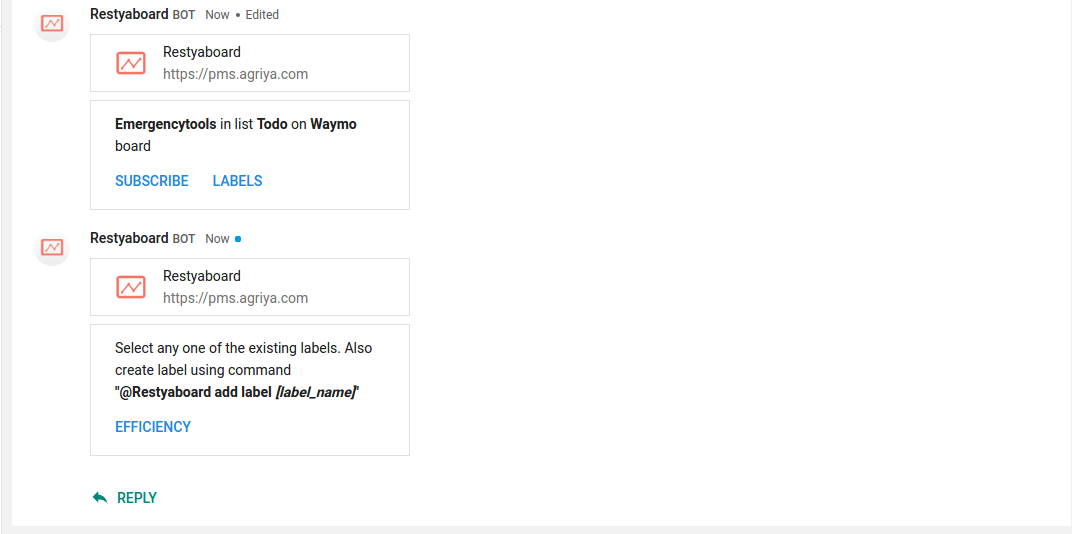 Restyaboard BOT Now • Edited
Restyaboard
https://pms.agriya.com
Emergencytools in list Todo on Waymo
board
SUBSCRIBE LABELS
Restyaboard BOT Now
Restyaboard
https://pms.agriya.com
Select any one of the existing labels. Also
create label using command
"@Restyaboard add label [label_name]"
EFFICIENCY
REPLY